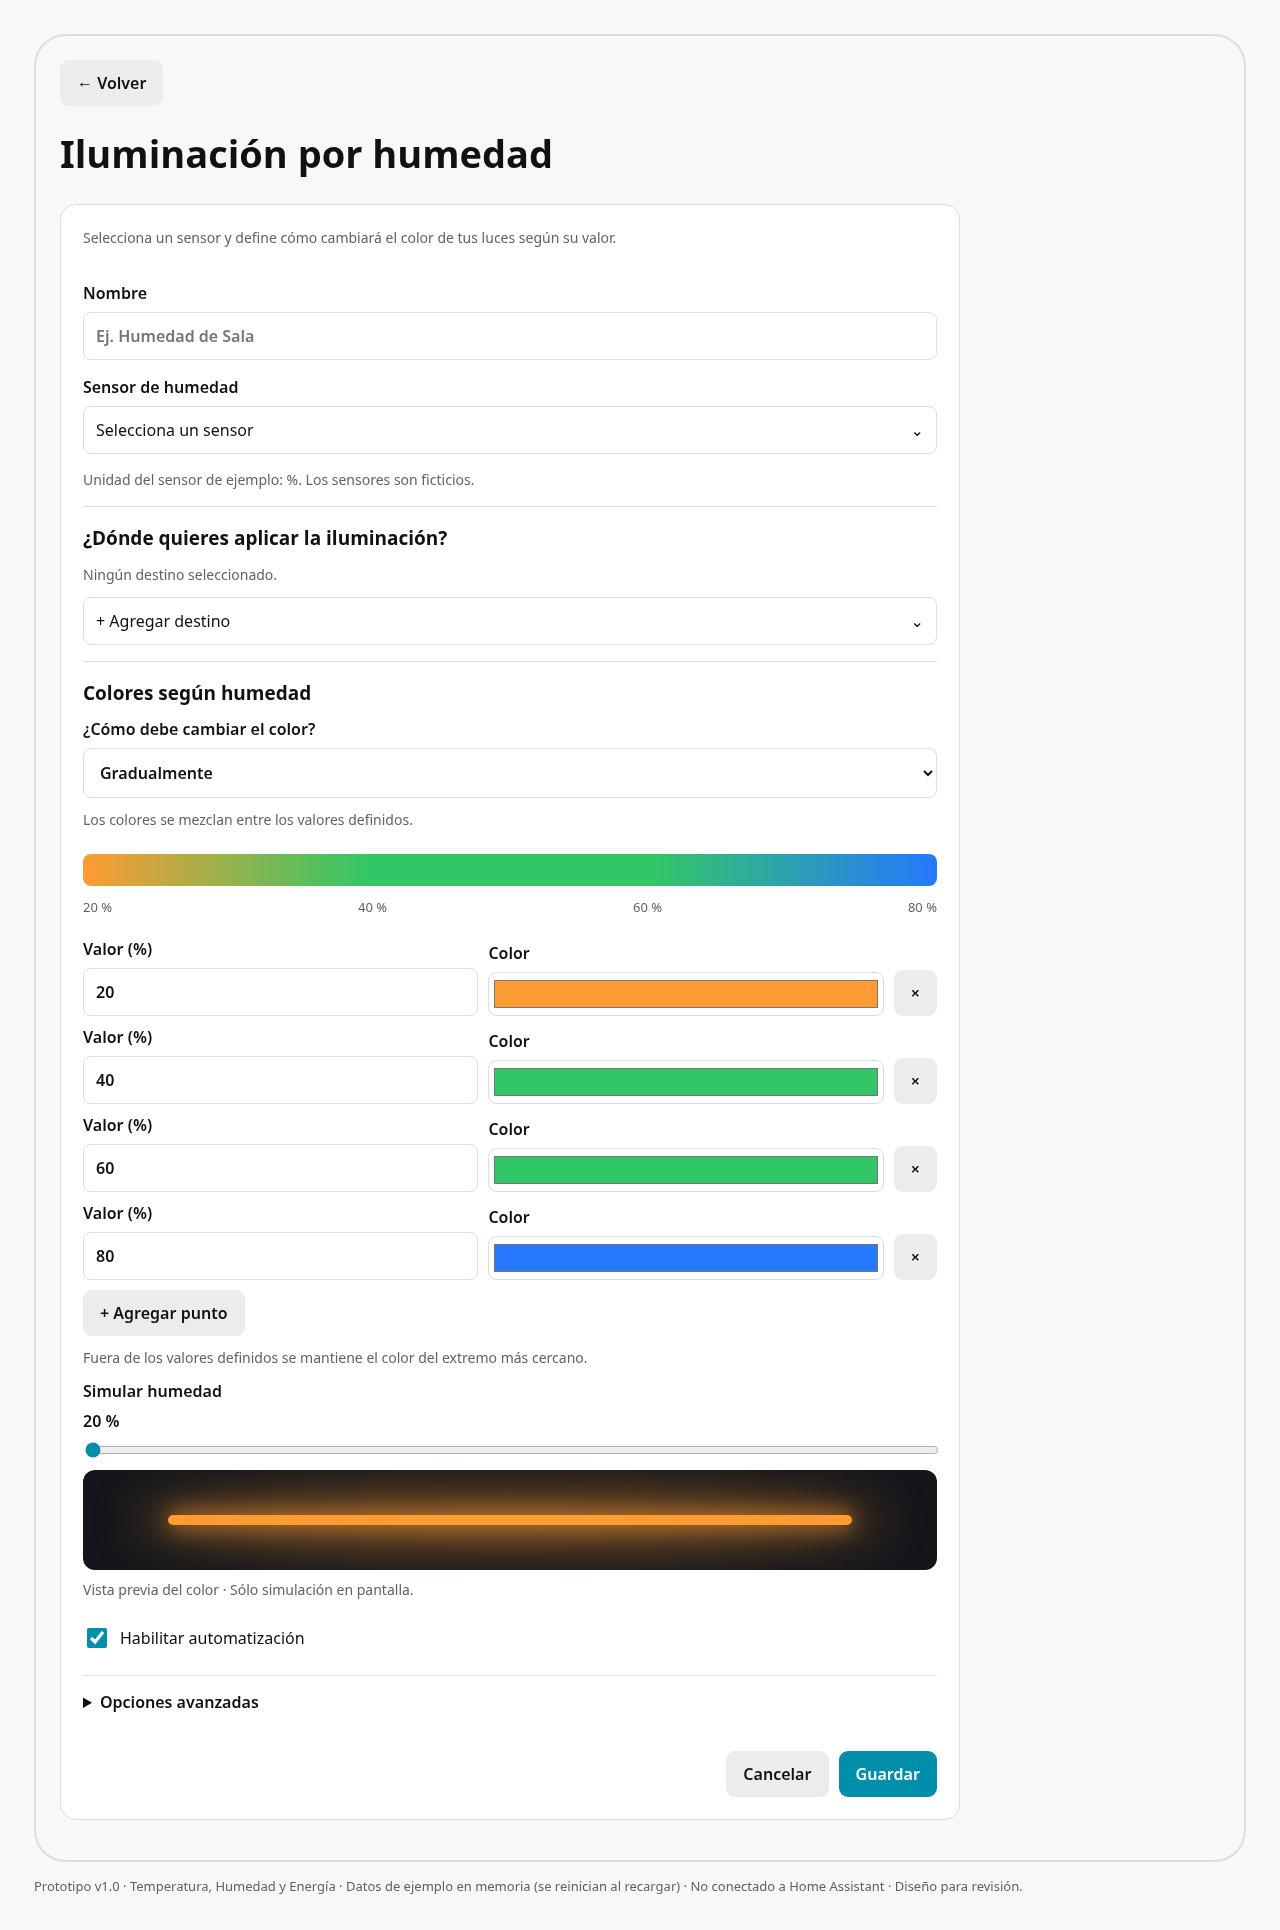 ← Volver
Iluminación por humedad
Selecciona un sensor y define cómo cambiará el color de tus luces según su valor.
Nombre
Ej. Humedad de Sala
Sensor de humedad
Selecciona un sensor
Unidad del sensor de ejemplo: %. Los sensores son ficticios.
¿Dónde quieres aplicar la iluminación?
Ningún destino seleccionado.
+ Agregar destino
Colores según humedad
¿Cómo debe cambiar el color?
Gradualmente
Los colores se mezclan entre los valores definidos.
20 % 40 % 60 % 80 %
Valor (%) Color
20 ×
Valor (%) Color
40 ×
Valor (%) Color
60 ×
Valor (%) Color
80 ×
+ Agregar punto
Fuera de los valores definidos se mantiene el color del extremo más cercano.
Simular humedad
20 %
Vista previa del color · Sólo simulación en pantalla.
Habilitar automatización
Opciones avanzadas
Cancelar Guardar
Prototipo v1.0 · Temperatura, Humedad y Energía · Datos de ejemplo en memoria (se reinician al recargar) · No conectado a Home Assistant · Diseño para revisión.